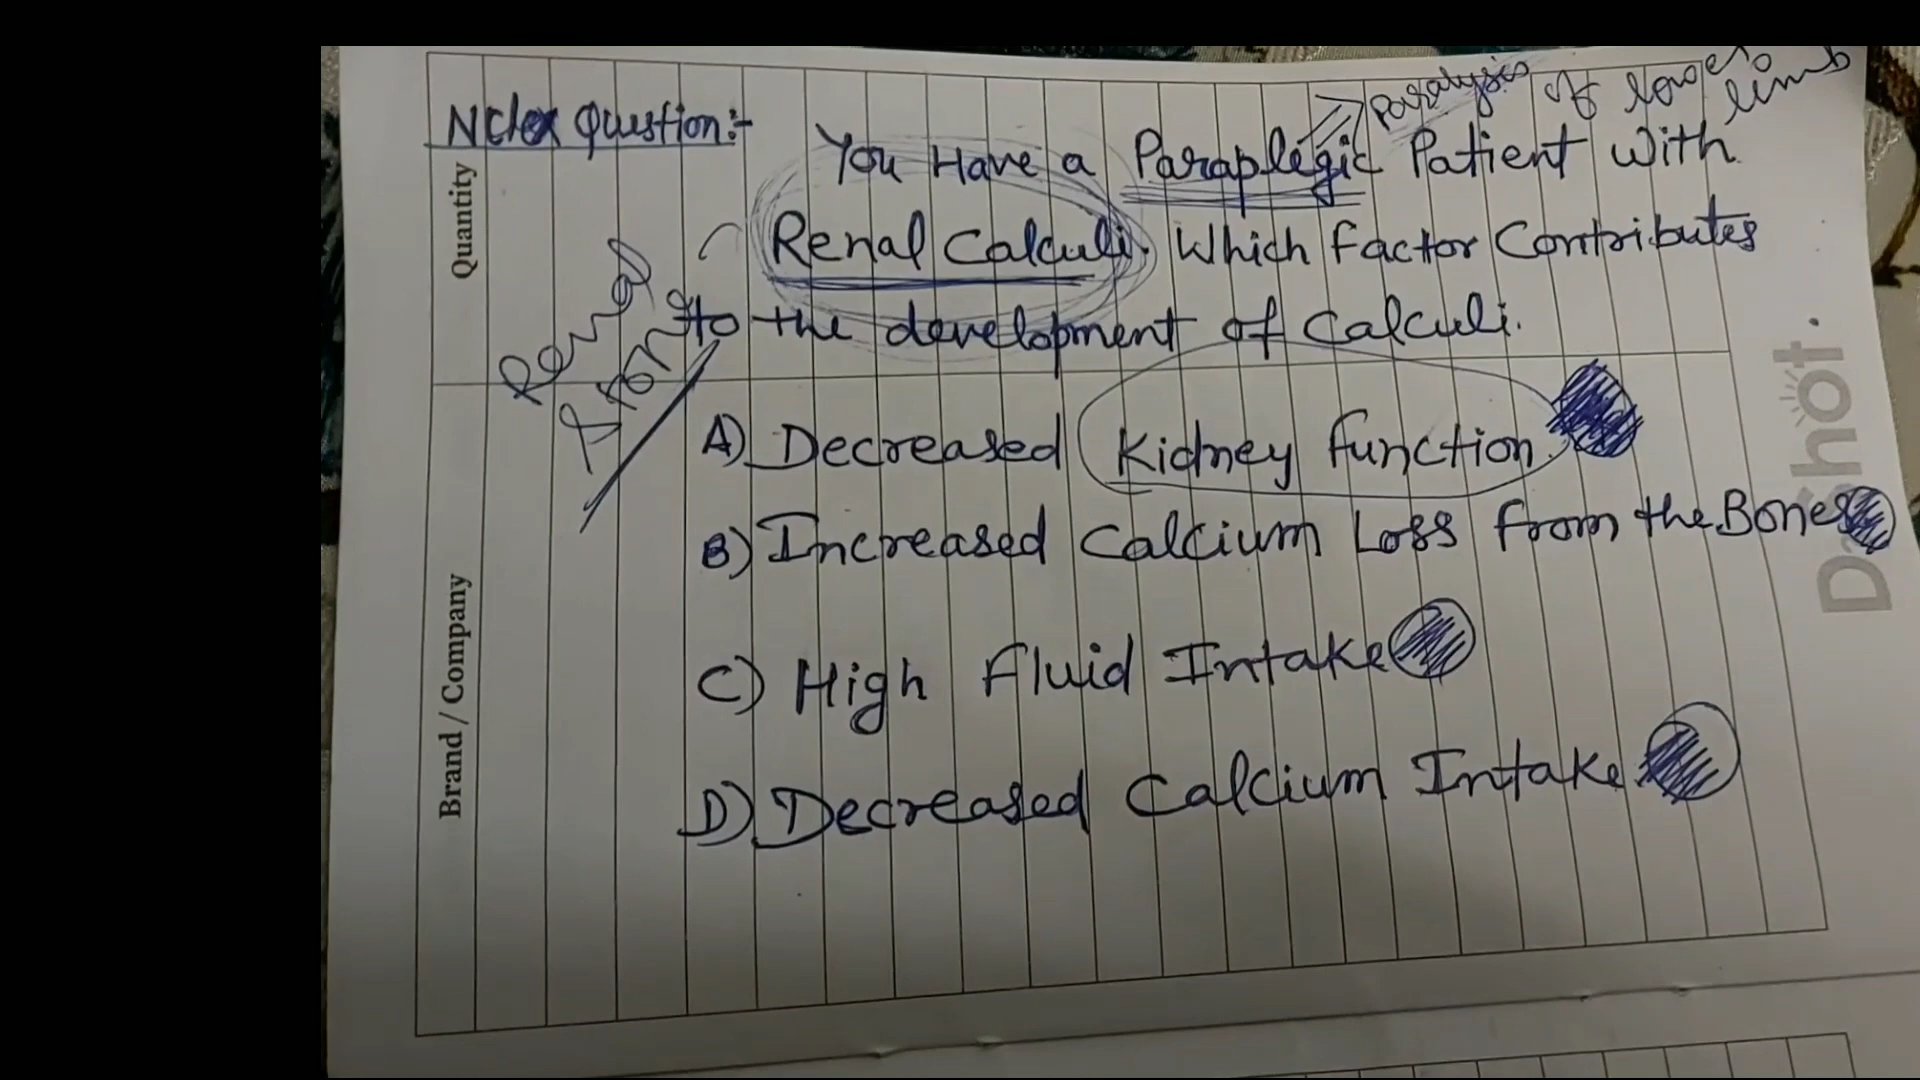 paralysis of lower limb
Nclex Question:-
You Have a Paraplegic Patient with
Renal Calculi. Which Factor Contributes
to the development of Calculi.
Renal stone
A) Decreased Kidney function.
B) Increased Calcium Loss from the Bones
C) High Fluid Intake
D) Decreased Calcium Intake
Quantity
Brand / Company